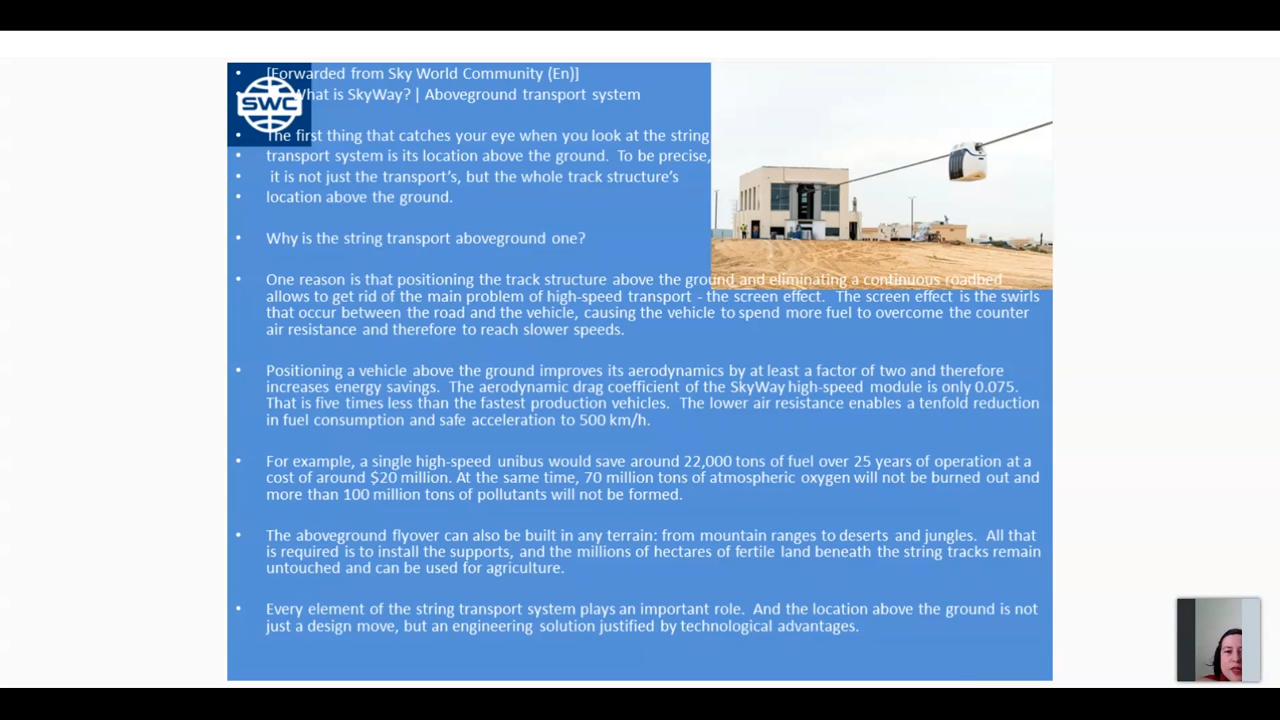 • [Forwarded from Sky World Community (En)]
SWC
• What is SkyWay? | Aboveground transport system
• The first thing that catches your eye when you look at the string
• transport system is its location above the ground. To be precise,
• it is not just the transport's, but the whole track structure's
• location above the ground.
• Why is the string transport aboveground one?
• One reason is that positioning the track structure above the ground and eliminating a continuous roadbed
allows to get rid of the main problem of high-speed transport - the screen effect. The screen effect is the swirls
that occur between the road and the vehicle, causing the vehicle to spend more fuel to overcome the counter
air resistance and therefore to reach slower speeds.
• Positioning a vehicle above the ground improves its aerodynamics by at least a factor of two and therefore
increases energy savings. The aerodynamic drag coefficient of the SkyWay high-speed module is only 0.075.
That is five times less than the fastest production vehicles. The lower air resistance enables a tenfold reduction
in fuel consumption and safe acceleration to 500 km/h.
• For example, a single high-speed unibus would save around 22,000 tons of fuel over 25 years of operation at a
cost of around $20 million. At the same time, 70 million tons of atmospheric oxygen will not be burned out and
more than 100 million tons of pollutants will not be formed.
• The aboveground flyover can also be built in any terrain: from mountain ranges to deserts and jungles. All that
is required is to install the supports, and the millions of hectares of fertile land beneath the string tracks remain
untouched and can be used for agriculture.
• Every element of the string transport system plays an important role. And the location above the ground is not
just a design move, but an engineering solution justified by technological advantages.